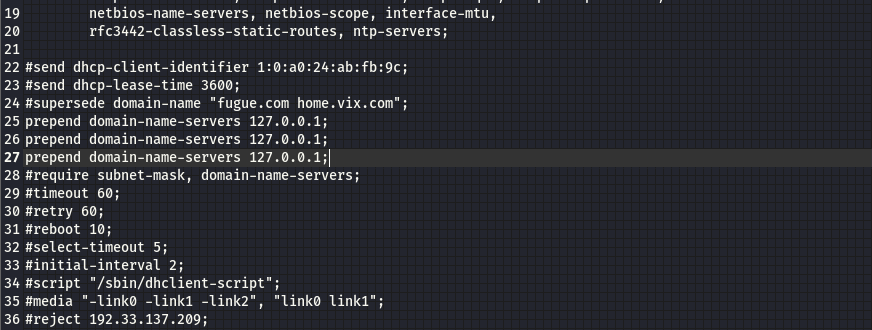 19 netbios-name-servers, netbios-scope, interface-mtu,
20 rfc3442-classless-static-routes, ntp-servers;
21
22 #send dhcp-client-identifier 1:0:a0:24:ab:fb:9c;
23 #send dhcp-lease-time 3600;
24 #supersede domain-name "fugue.com home.vix.com";
25 prepend domain-name-servers 127.0.0.1;
26 prepend domain-name-servers 127.0.0.1;
27 prepend domain-name-servers 127.0.0.1;
28 #require subnet-mask, domain-name-servers;
29 #timeout 60;
30 #retry 60;
31 #reboot 10;
32 #select-timeout 5;
33 #initial-interval 2;
34 #script "/sbin/dhclient-script";
35 #media "-link0 -link1 -link2", "link0 link1";
36 #reject 192.33.137.209;